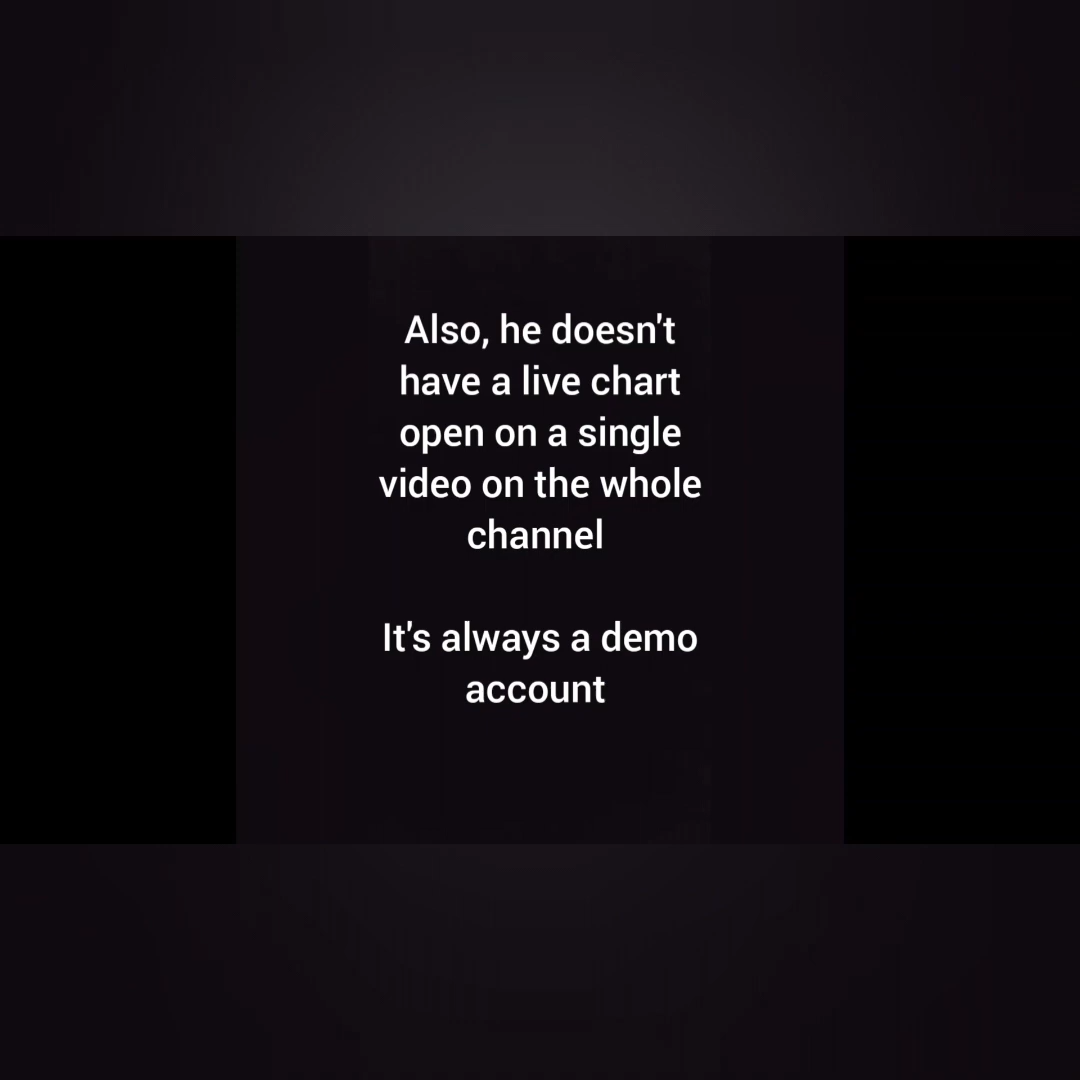 Also, he doesn't
have a live chart
open on a single
video on the whole
channel
It's always a demo
account